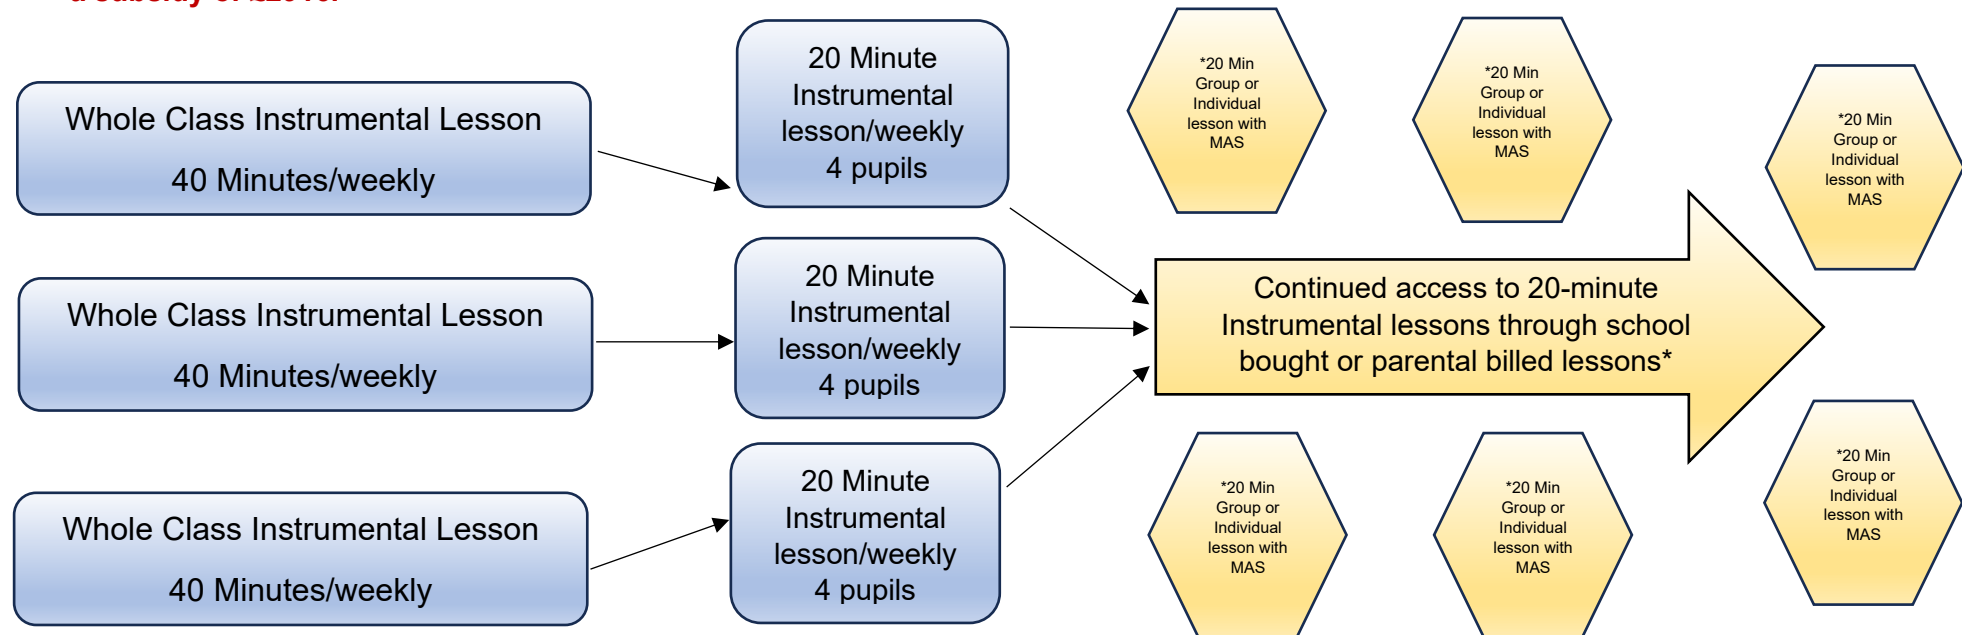 Whole Class Instrumental Lesson
40 Minutes/weekly
20 Minute
Instrumental
lesson/weekly
4 pupils
Whole Class Instrumental Lesson
40 Minutes/weekly
20 Minute
Instrumental
lesson/weekly
4 pupils
Whole Class Instrumental Lesson
40 Minutes/weekly
20 Minute
Instrumental
lesson/weekly
4 pupils
*20 Min
Group or
Individual
lesson with
MAS
*20 Min
Group or
Individual
lesson with
MAS
*20 Min
Group or
Individual
lesson with
MAS
Continued access to 20-minute
Instrumental lessons through school
bought or parental billed lessons*
*20 Min
Group or
Individual
lesson with
MAS
*20 Min
Group or
Individual
lesson with
MAS
*20 Min
Group or
Individual
lesson with
MAS